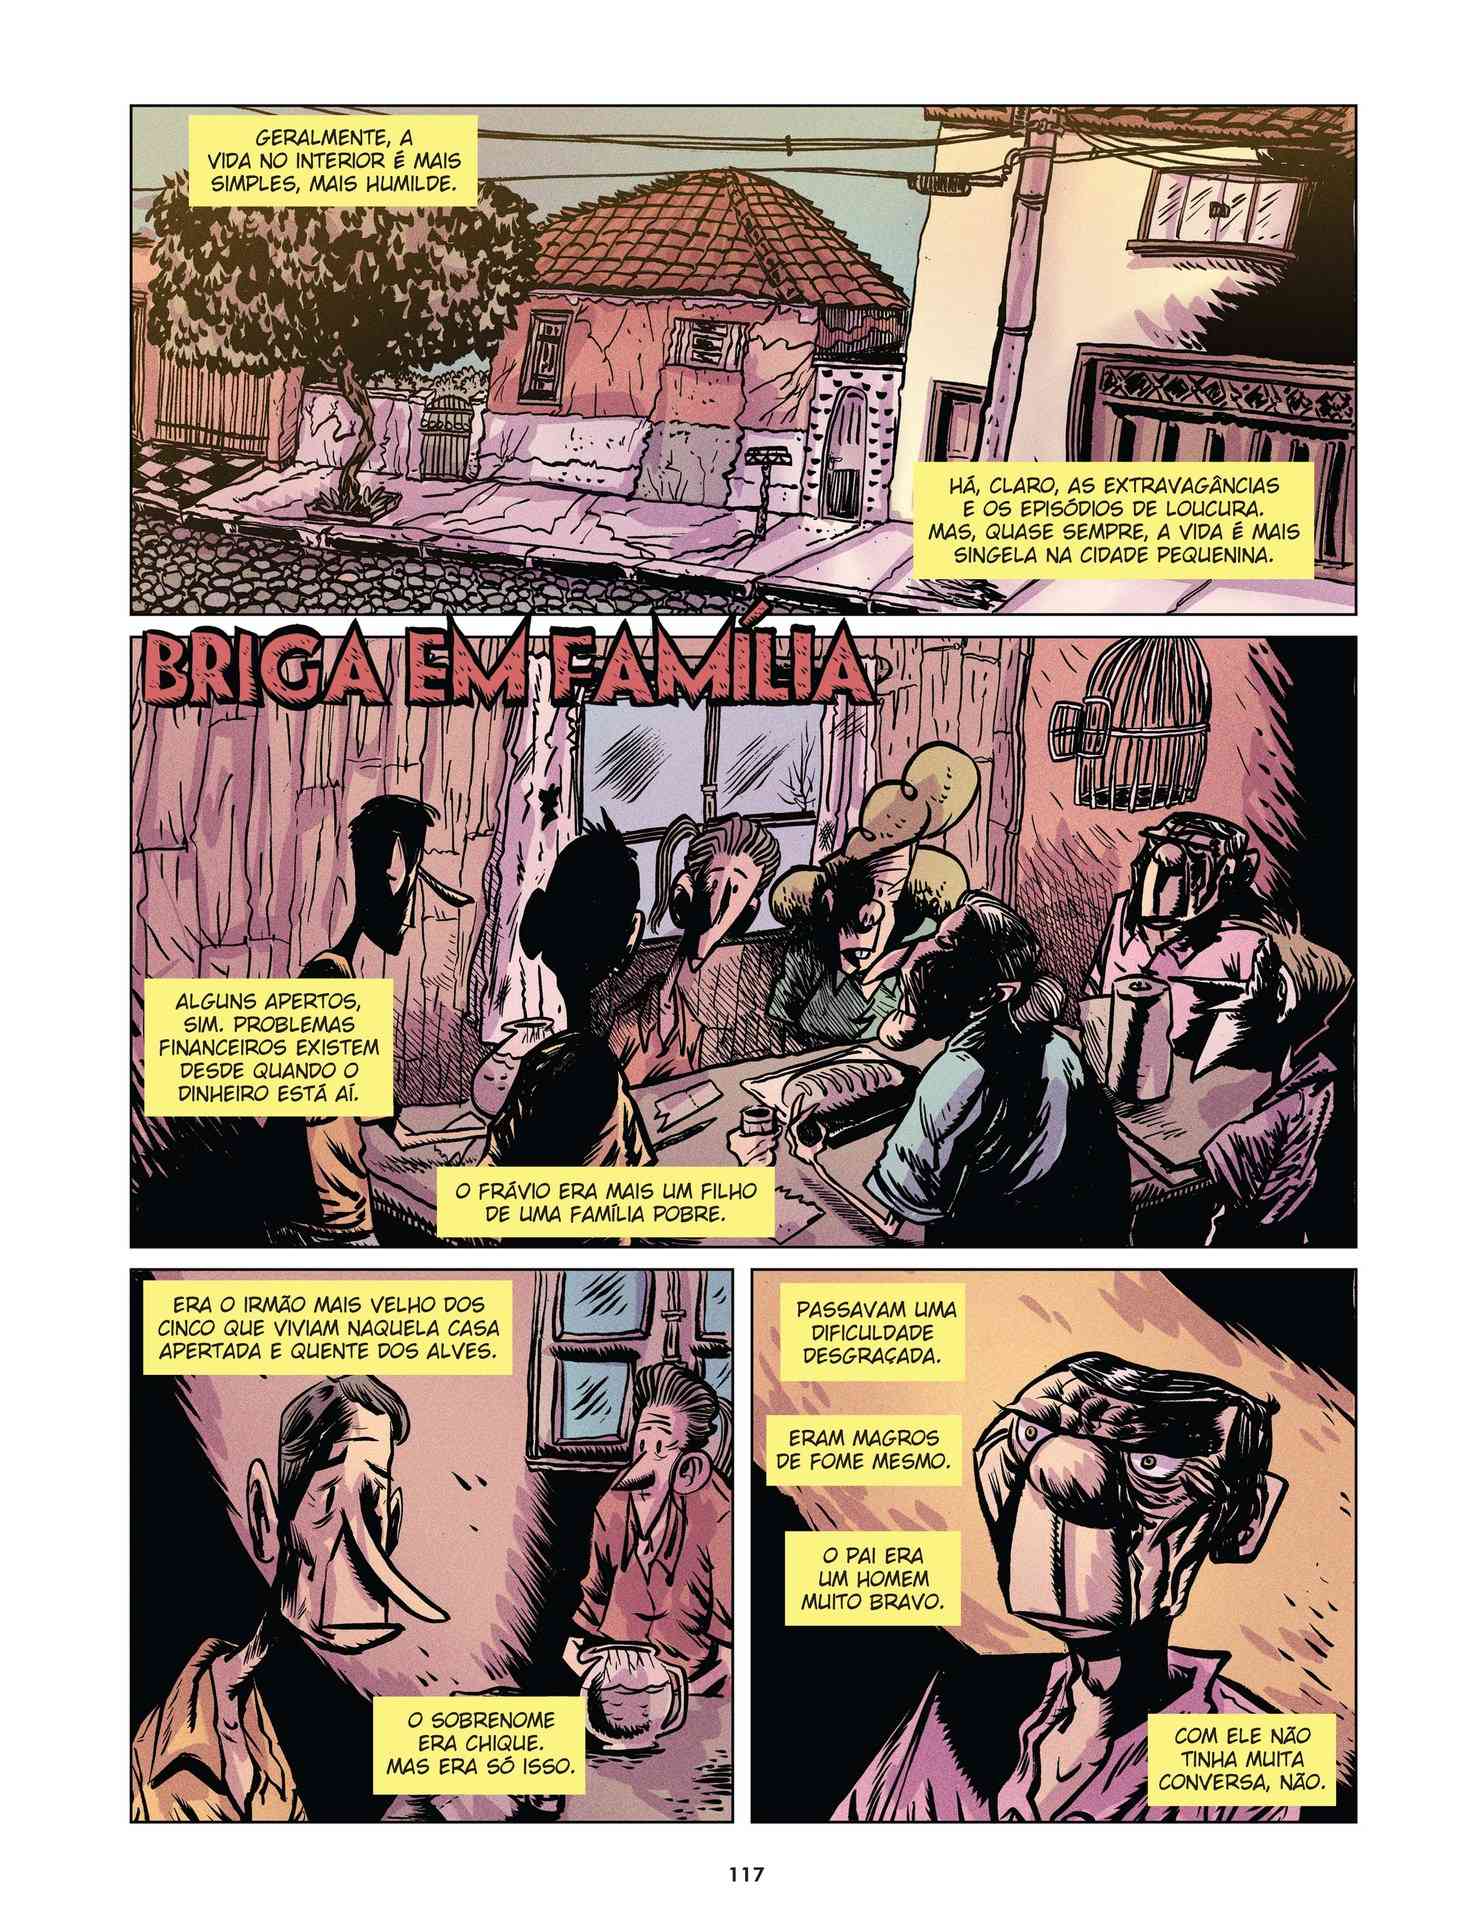 GERALMENTE, A
VIDA NO INTERIOR É MAIS
SIMPLES, MAIS HUMILDE.
HÁ, CLARO, AS EXTRAVAGÂNCIAS
E OS EPISÓDIOS DE LOUCURA.
MAS, QUASE SEMPRE, A VIDA É MAIS
SINGELA NA CIDADE PEQUENINA.
BRIGA EM FAMÍLIA
ALGUNS APERTOS,
SIM. PROBLEMAS
FINANCEIROS EXISTEM
DESDE QUANDO O
DINHEIRO ESTÁ AÍ.
O FRÁVIO ERA MAIS UM FILHO
DE UMA FAMÍLIA POBRE.
ERA O IRMÃO MAIS VELHO DOS
CINCO QUE VIVIAM NAQUELA CASA
APERTADA E QUENTE DOS ALVES.
O SOBRENOME
ERA CHIQUE.
MAS ERA SÓ ISSO.
PASSAVAM UMA
DIFICULDADE
DESGRAÇADA.
ERAM MAGROS
DE FOME MESMO.
O PAI ERA
UM HOMEM
MUITO BRAVO.
COM ELE NÃO
TINHA MUITA
CONVERSA, NÃO.
117